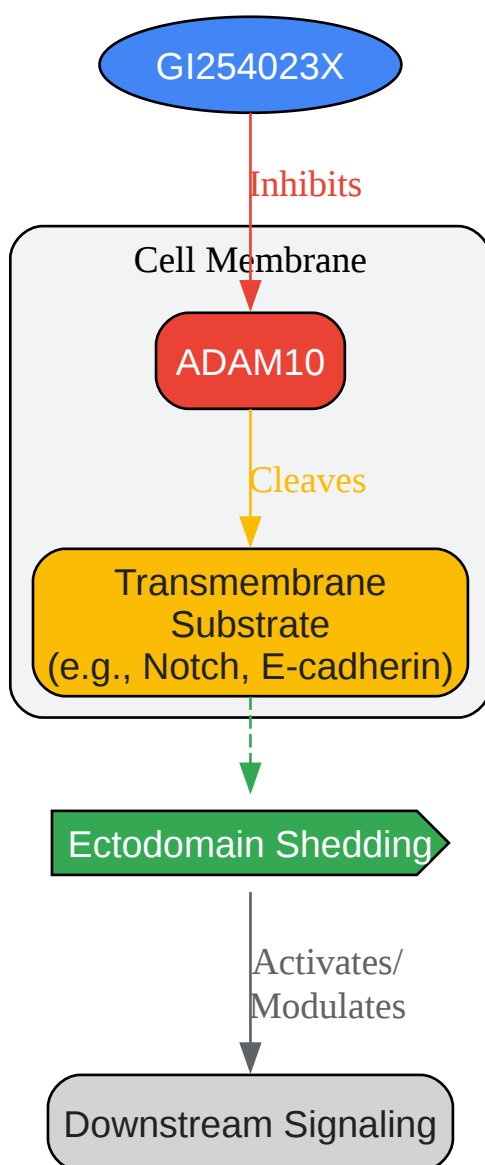 GI254023X
Inhibits
Cell Membrane
ADAM10
Cleaves
Transmembrane
Substrate
(e.g., Notch, E-cadherin)
Ectodomain Shedding
Activates/
Modulates
Downstream Signaling